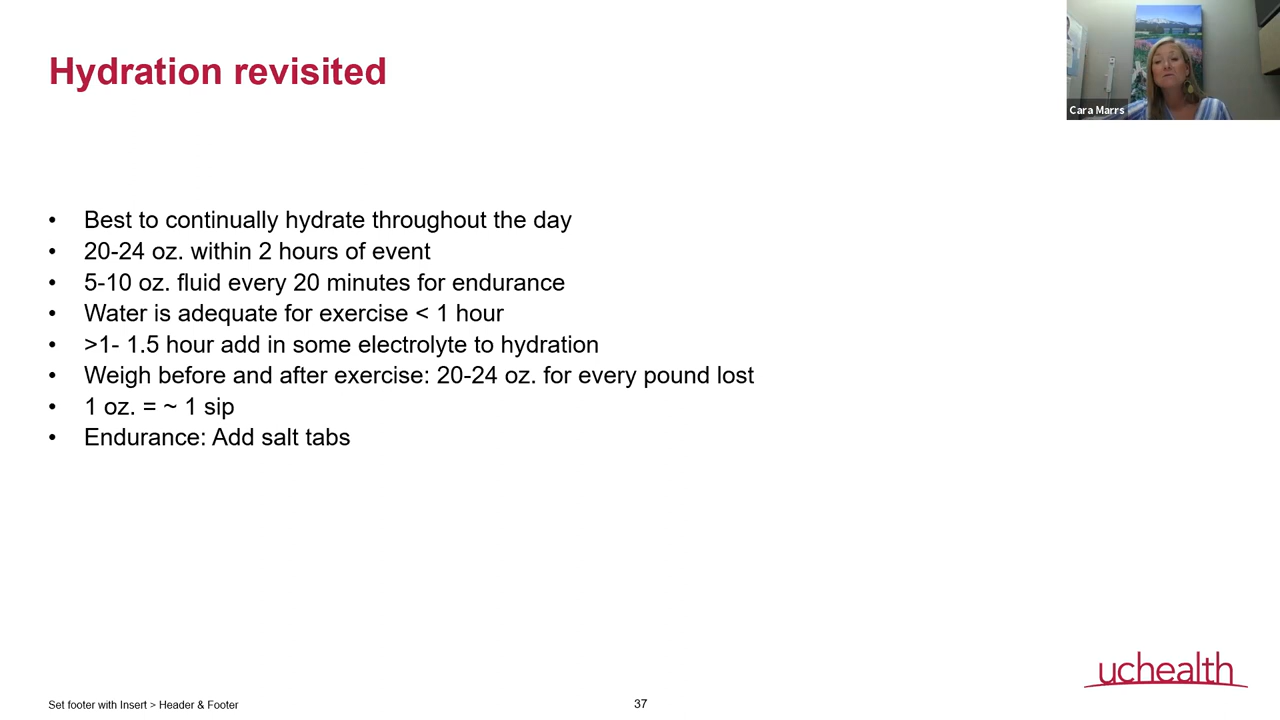 Hydration revisited
Cara Marrs
• Best to continually hydrate throughout the day
• 20-24 oz. within 2 hours of event
• 5-10 oz. fluid every 20 minutes for endurance
• Water is adequate for exercise < 1 hour
• >1- 1.5 hour add in some electrolyte to hydration
• Weigh before and after exercise: 20-24 oz. for every pound lost
• 1 oz. = ~ 1 sip
• Endurance: Add salt tabs
uchealth
Set footer with Insert > Header & Footer
37